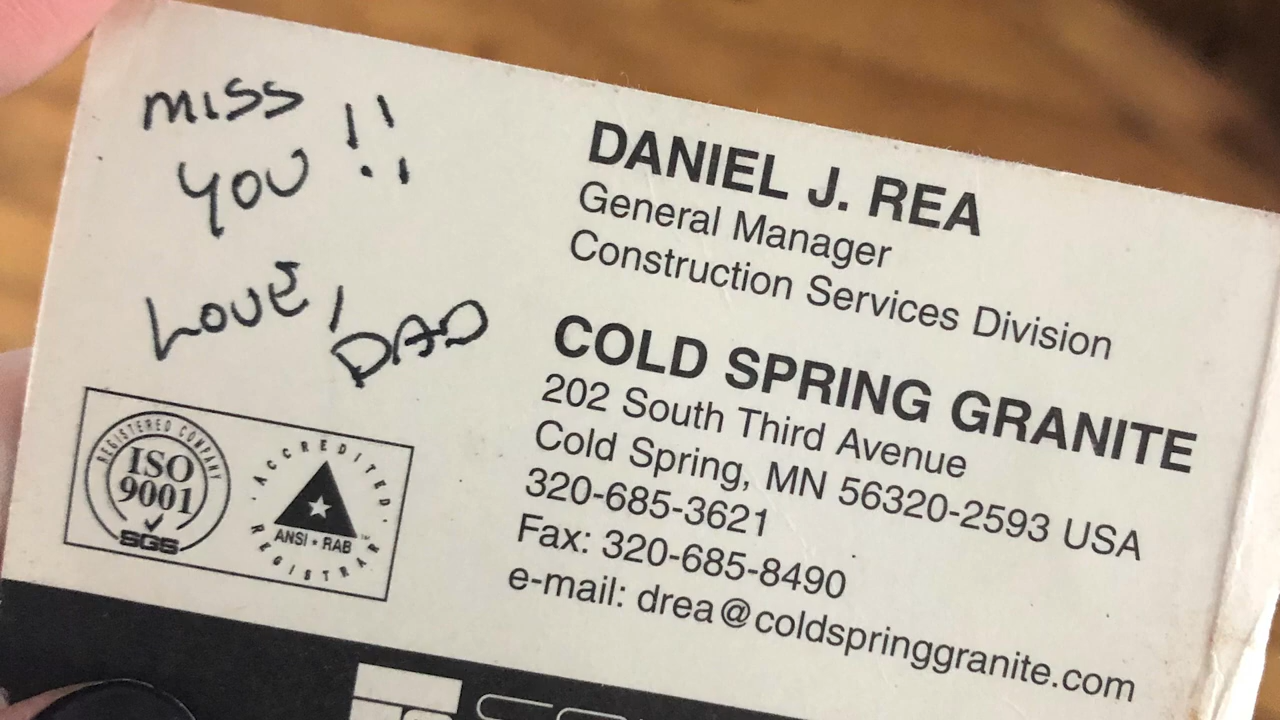 MISS
YOU !!
LOVE, DAD
DANIEL J. REA
General Manager
Construction Services Division
COLD SPRING GRANITE
202 South Third Avenue
Cold Spring, MN 56320-2593 USA
320-685-3621
Fax: 320-685-8490
e-mail: drea@coldspringgranite.com
REGISTERED COMPANY
ISO
9001
SGS
ACCREDITED
ANSI • RAB ™
REGISTRAR